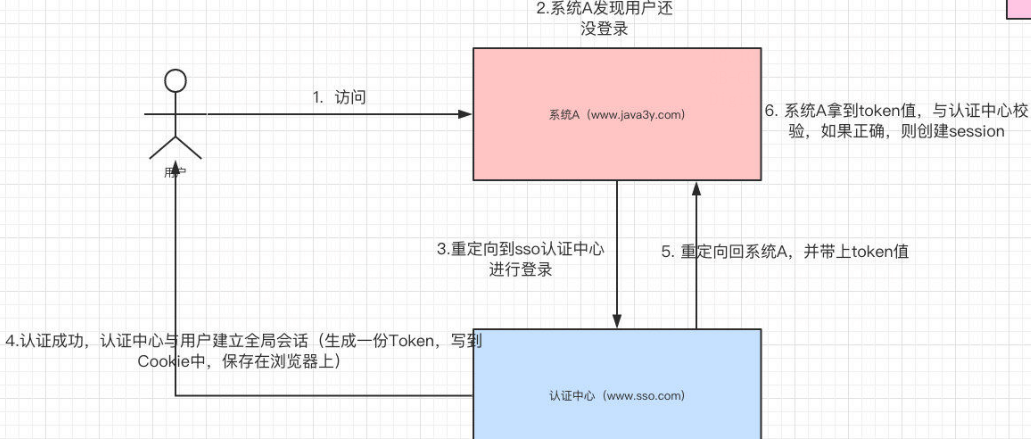 2.系统A发现用户还
没登录
1. 访问
系统A（www.java3y.com）
6. 系统A拿到token值，与认证中心校
验，如果正确，则创建session
用户
3.重定向到sso认证中心
进行登录
5. 重定向回系统A，并带上token值
4.认证成功，认证中心与用户建立全局会话（生成一份Token，写到
Cookie中，保存在浏览器上）
认证中心（www.sso.com）